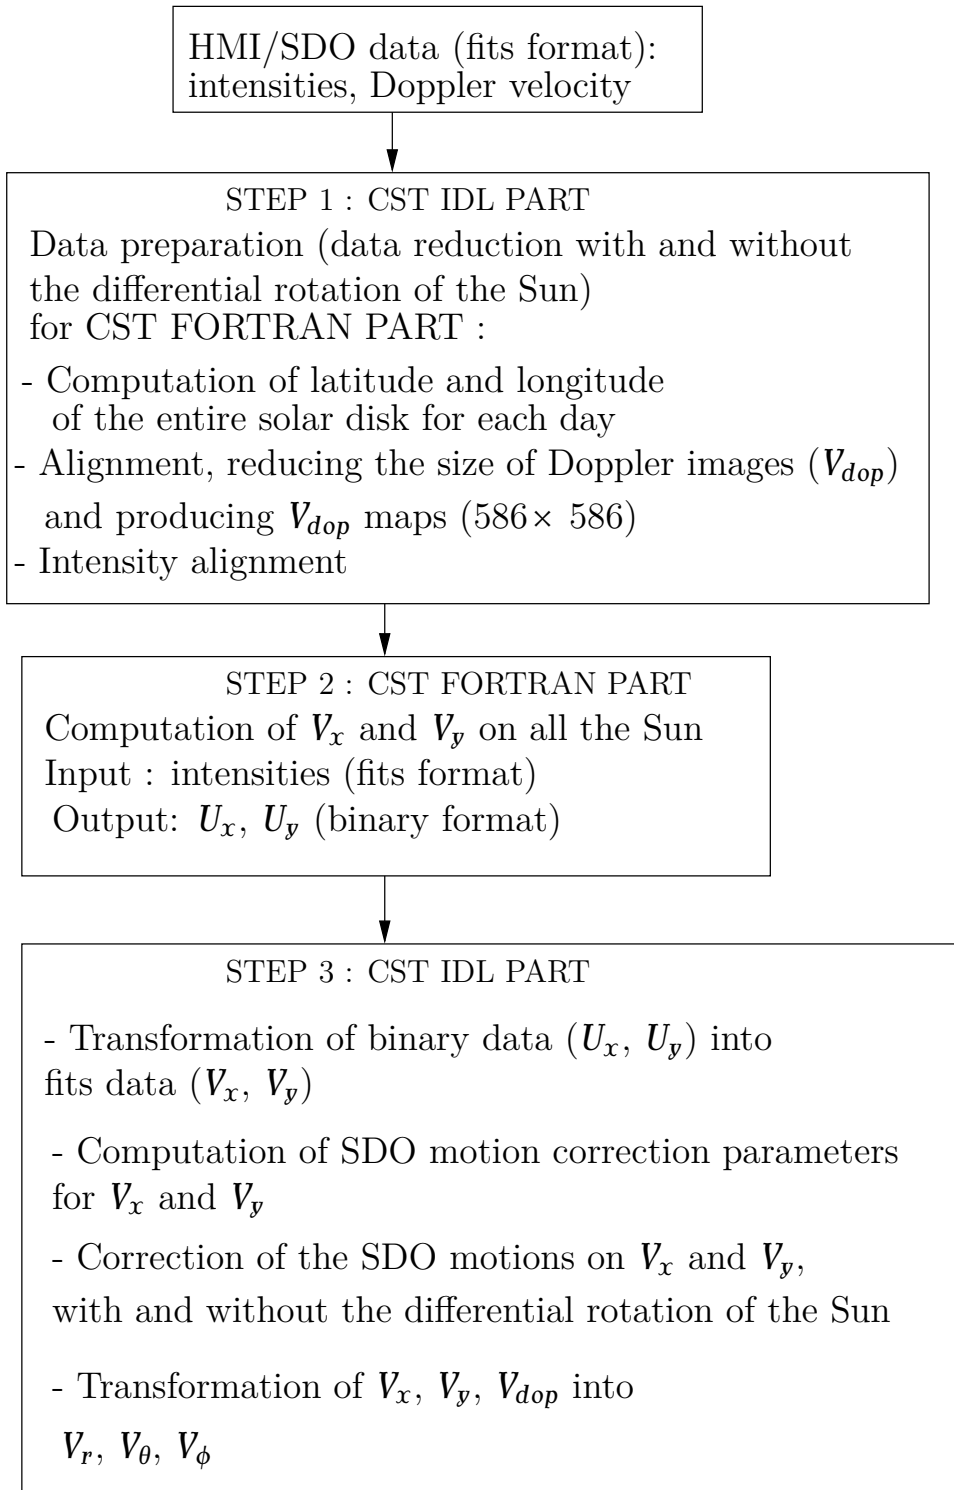 HMI/SDO data (fits format):
intensities, Doppler velocity
STEP 1 : CST IDL PART
Data preparation (data reduction with and without
the differential rotation of the Sun)
for CST FORTRAN PART :
- Computation of latitude and longitude
of the entire solar disk for each day
- Alignment, reducing the size of Doppler images (V_{dop})
and producing V_{dop} maps (586× 586)
- Intensity alignment
STEP 2 : CST FORTRAN PART
Computation of V_x and V_y on all the Sun
Input : intensities (fits format)
Output: U_x, U_y (binary format)
STEP 3 : CST IDL PART
- Transformation of binary data (U_x, U_y) into
fits data (V_x, V_y)
- Computation of SDO motion correction parameters
for V_x and V_y
- Correction of the SDO motions on V_x and V_y,
with and without the differential rotation of the Sun
- Transformation of V_x, V_y, V_{dop} into
V_r, V_θ, V_ϕ